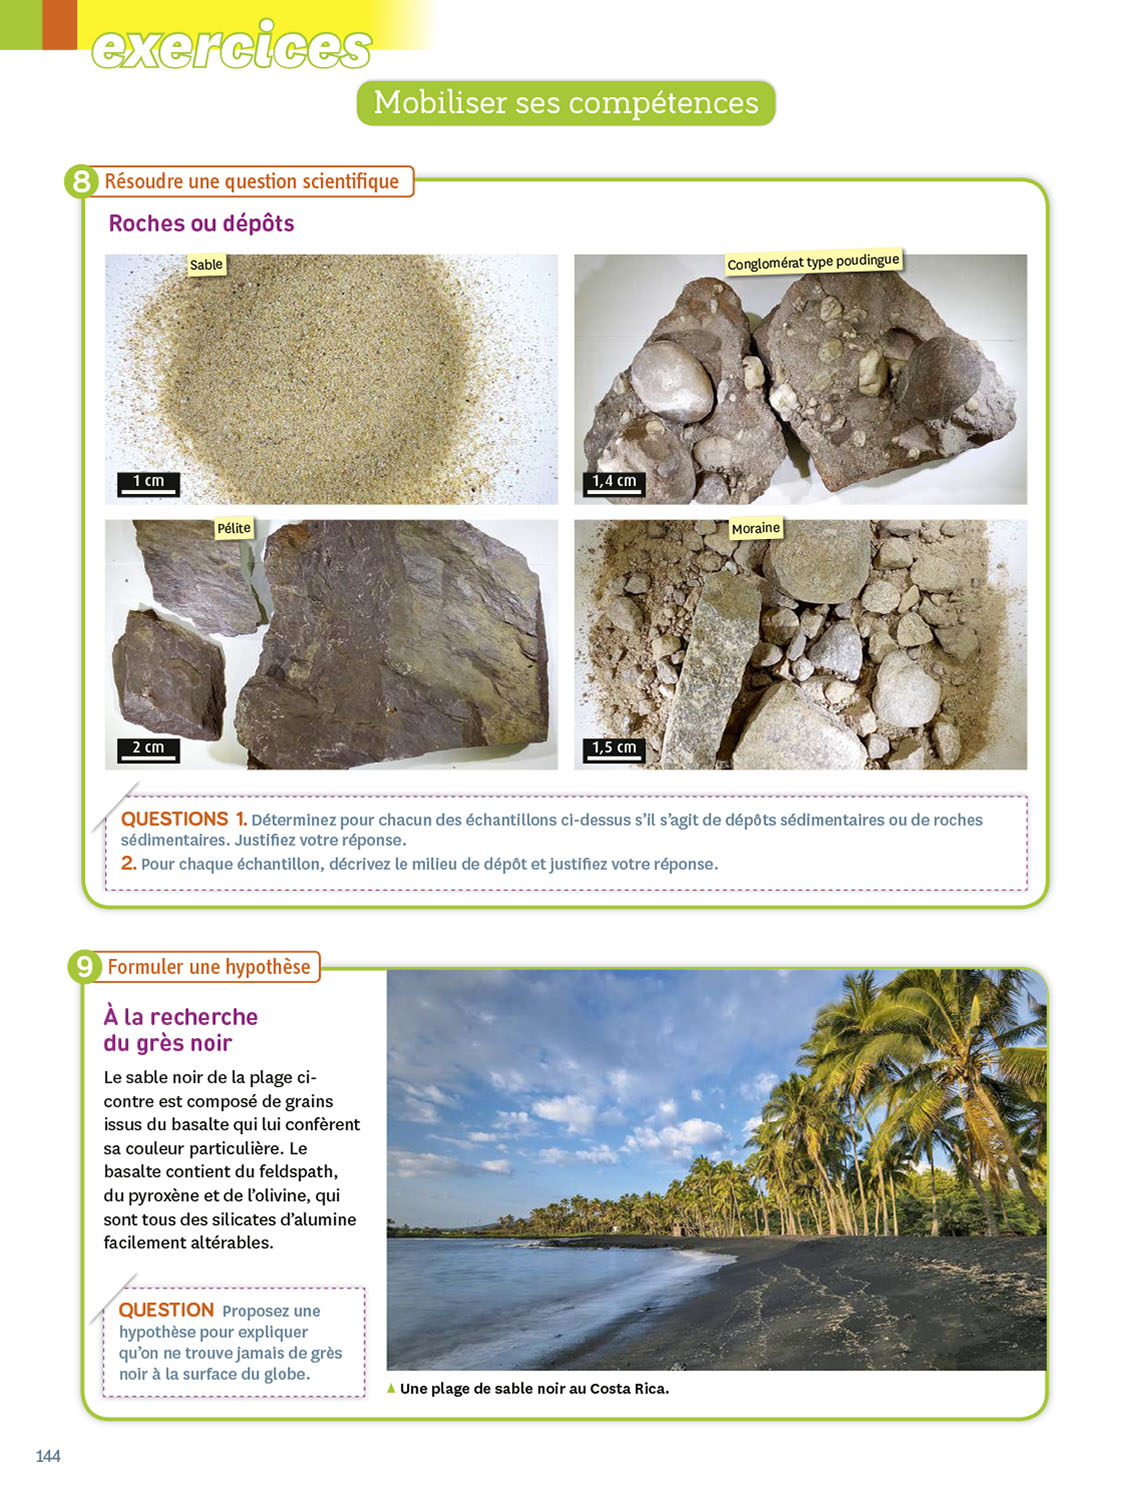 exercices
Mobiliser ses compétences
8 Résoudre une question scientifique
Roches ou dépôts
Sable
1 cm
Conglomérat type poudingue
1,4 cm
Pélite
2 cm
Moraine
1,5 cm
QUESTIONS 1. Déterminez pour chacun des échantillons ci-dessus s'il s'agit de dépôts sédimentaires ou de roches
sédimentaires. Justifiez votre réponse.
2. Pour chaque échantillon, décrivez le milieu de dépôt et justifiez votre réponse.
9 Formuler une hypothèse
À la recherche
du grès noir
Le sable noir de la plage ci-
contre est composé de grains
issus du basalte qui lui confèrent
sa couleur particulière. Le
basalte contient du feldspath,
du pyroxène et de l'olivine, qui
sont tous des silicates d'alumine
facilement altérables.
QUESTION Proposez une
hypothèse pour expliquer
qu'on ne trouve jamais de grès
noir à la surface du globe.
▲ Une plage de sable noir au Costa Rica.
144